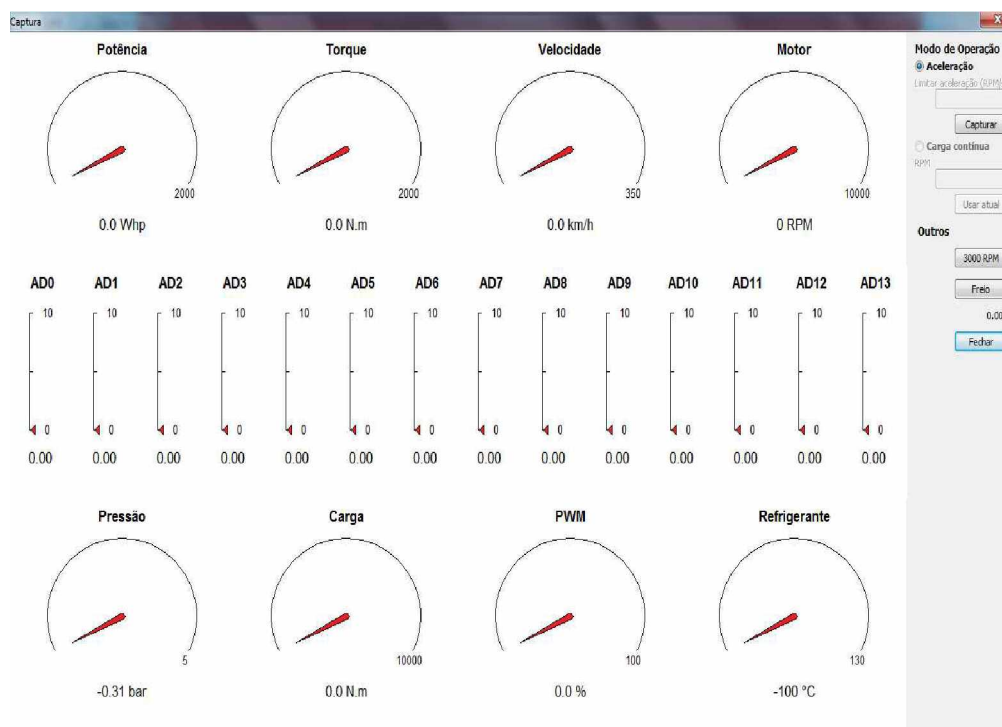 Captura
Potência Torque Velocidade Motor
2000 2000 350 10000
0.0 Whp 0.0 N.m 0.0 km/h 0 RPM
AD0 AD1 AD2 AD3 AD4 AD5 AD6 AD7 AD8 AD9 AD10 AD11 AD12 AD13
10 10 10 10 10 10 10 10 10 10 10 10 10 10
0 0 0 0 0 0 0 0 0 0 0 0 0 0
0.00 0.00 0.00 0.00 0.00 0.00 0.00 0.00 0.00 0.00 0.00 0.00 0.00 0.00
Pressão Carga PWM Refrigerante
5 10000 100 130
-0.31 bar 0.0 N.m 0.0 % -100 °C
Modo de Operação
Aceleração
Limitar aceleração (RPM)
Capturar
Carga contínua
RPM
Usar atual
Outros
3000 RPM
Freio
0.00
Fechar